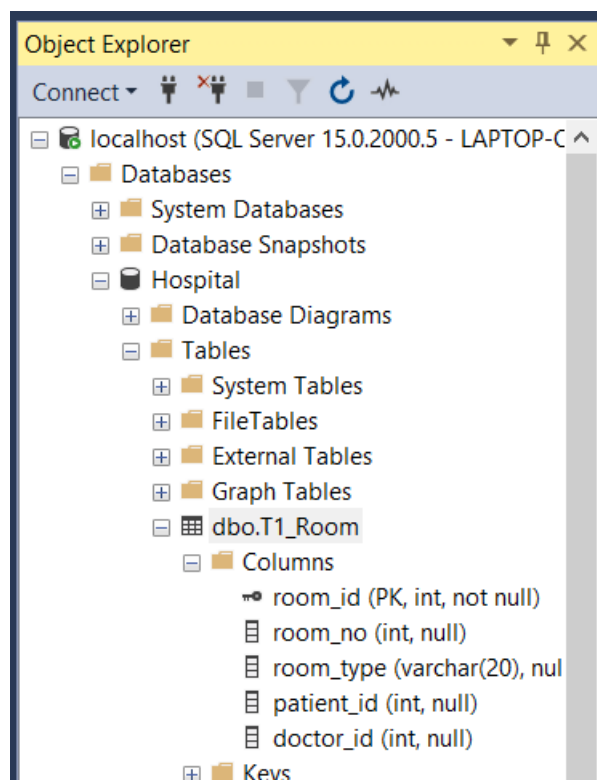 Object Explorer
Connect
localhost (SQL Server 15.0.2000.5 - LAPTOP-C
Databases
System Databases
Database Snapshots
Hospital
Database Diagrams
Tables
System Tables
FileTables
External Tables
Graph Tables
dbo.T1_Room
Columns
room_id (PK, int, not null)
room_no (int, null)
room_type (varchar(20), nul
patient_id (int, null)
doctor_id (int, null)
Keys